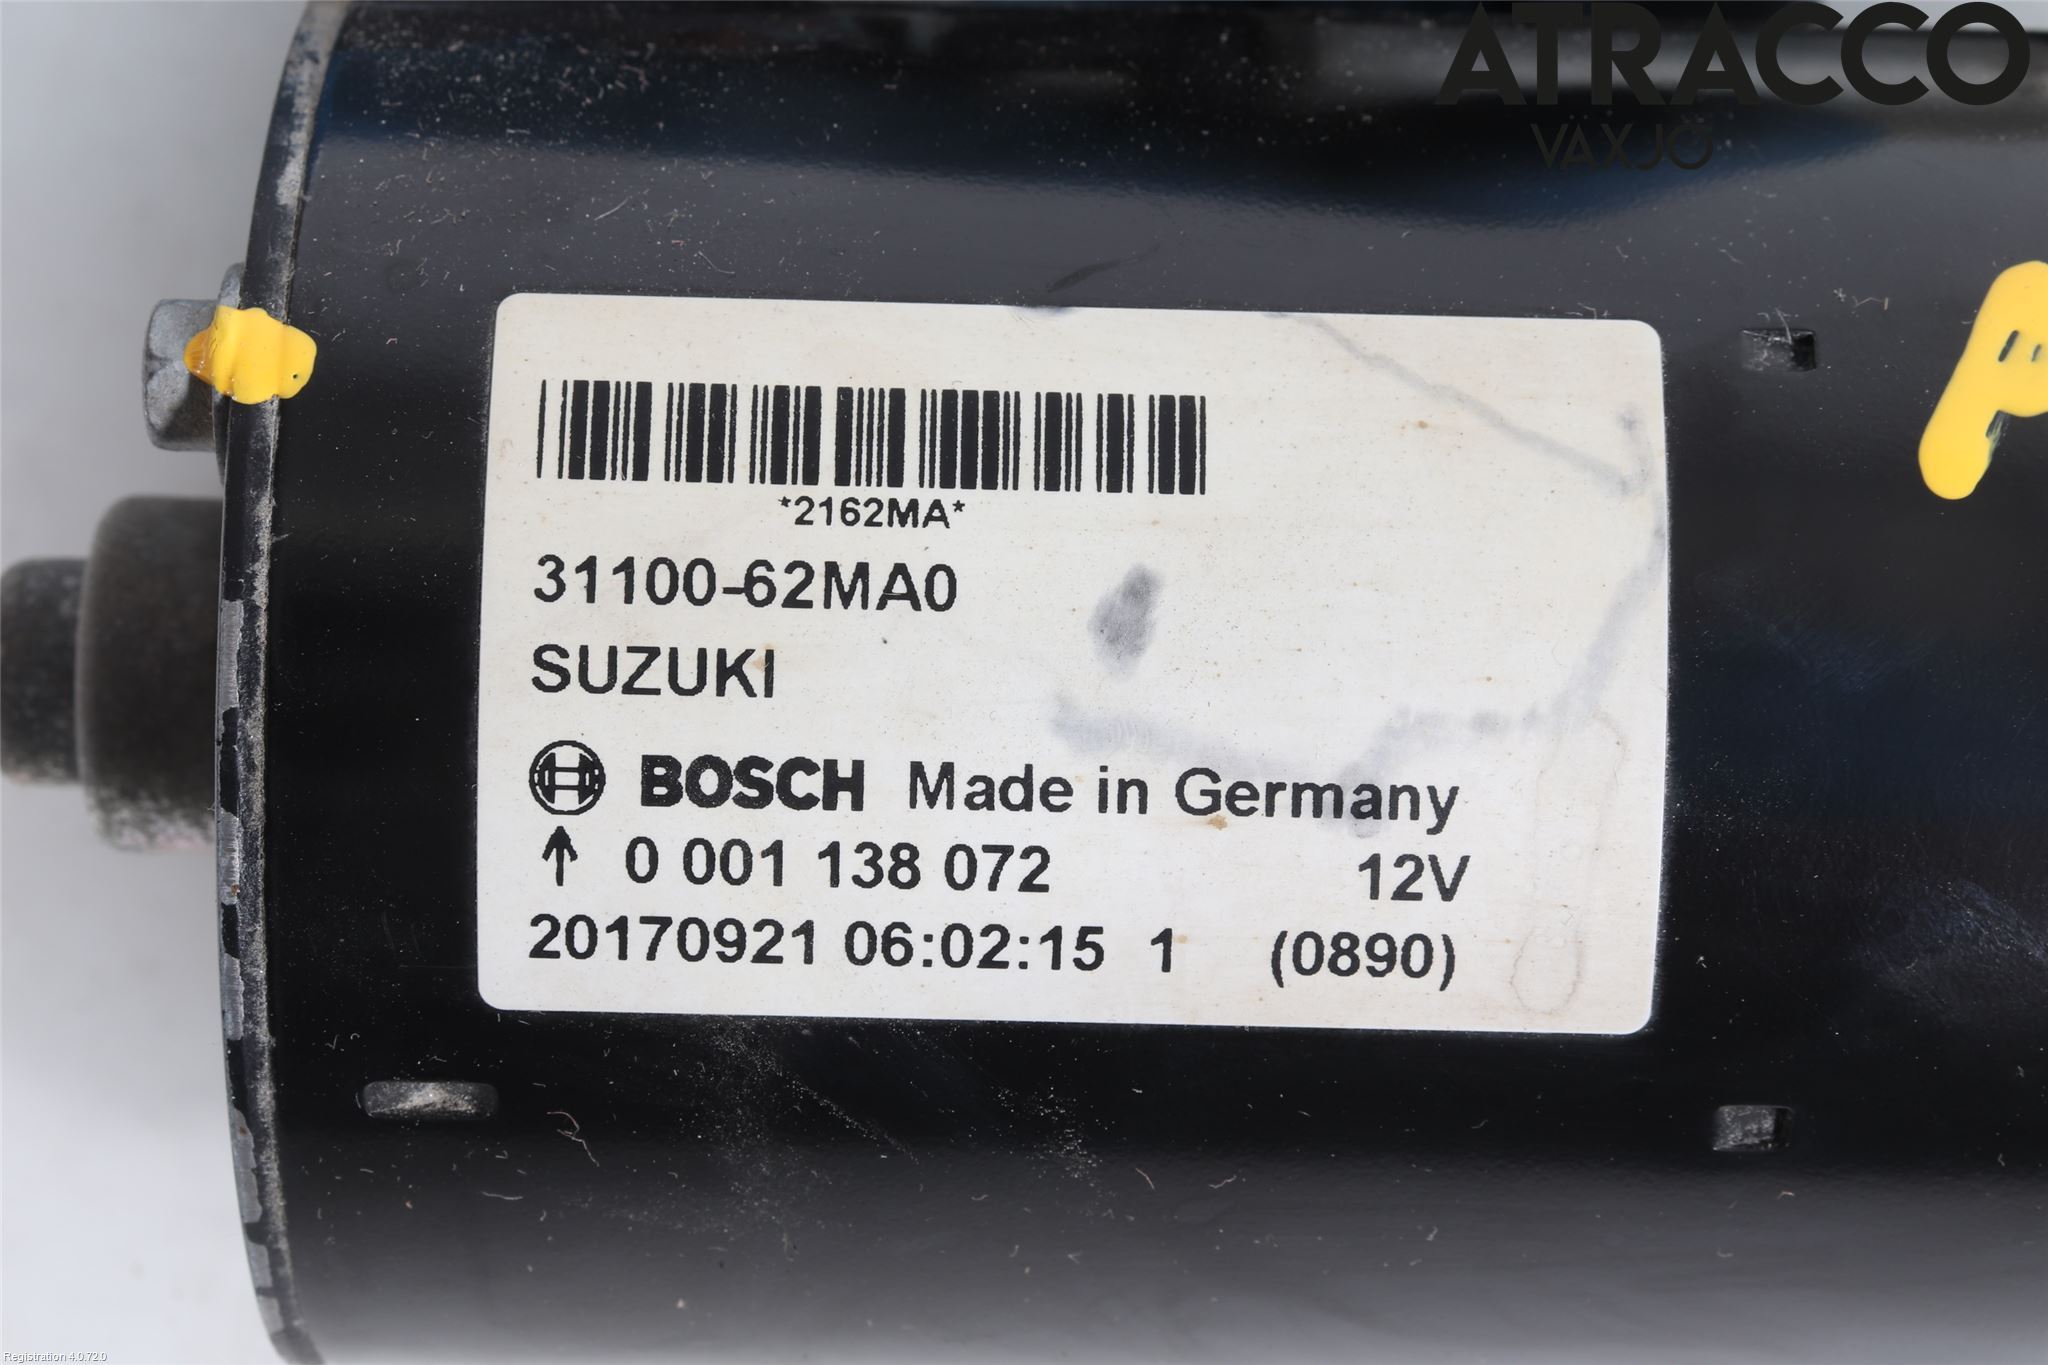 ATRACCO
VÄXJÖ
*2162MA*
31100-62MA0
SUZUKI
BOSCH Made in Germany
0 001 138 072 12V
20170921 06:02:15 1 (0890)
Registration 4.0.72.0